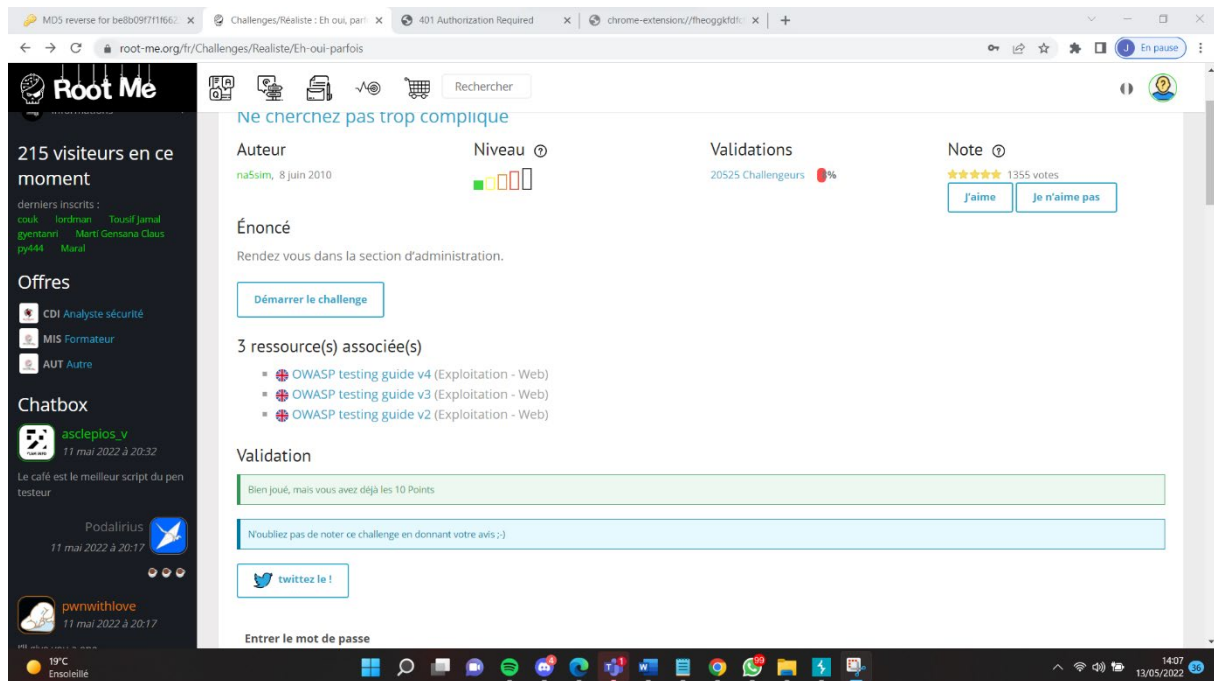 MD5 reverse for be8b09f7f1f662
Challenges/Réaliste : Eh oui, parf
401 Authorization Required
chrome-extension://fheoggkfdfc
root-me.org/fr/Challenges/Realiste/Eh-oui-parfois
J
En pause
Root Me
Rechercher
Informations
215 visiteurs en ce moment
derniers inscrits :
couk lordman Tousif Jamal
gyentanri Martí Gensana Claus
py444 Maral
Offres
CDI Analyste sécurité
MIS Formateur
AUT Autre
Chatbox
asclepios_v
11 mai 2022 à 20:32
Le café est le meilleur script du pen testeur
Podalirius
11 mai 2022 à 20:17
pwnwithlove
11 mai 2022 à 20:17
Ne cherchez pas trop compliqué
Auteur
na5sim, 8 juin 2010
Niveau
Validations
20525 Challengeurs %
Note
1355 votes
J'aime
Je n'aime pas
Énoncé
Rendez vous dans la section d'administration.
Démarrer le challenge
3 ressource(s) associée(s)
OWASP testing guide v4 (Exploitation - Web)
OWASP testing guide v3 (Exploitation - Web)
OWASP testing guide v2 (Exploitation - Web)
Validation
Bien joué, mais vous avez déjà les 10 Points
N'oubliez pas de noter ce challenge en donnant votre avis ;-)
twittez le !
Entrer le mot de passe
19°C
Ensoleillé
99
14:07
13/05/2022
36